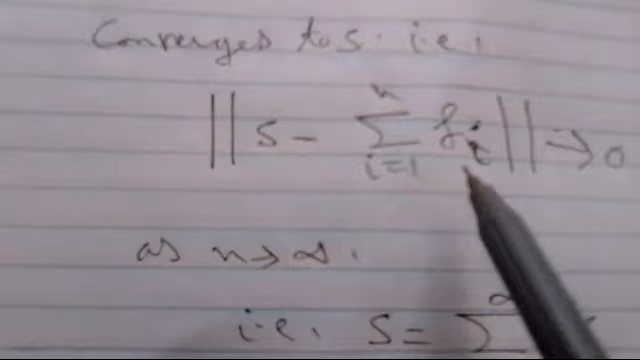 Converges to s. i.e.,
|| s - ∑_{i=1}^{n} f_i || → 0
as n → ∞.
i.e. s = ∑^{∞}